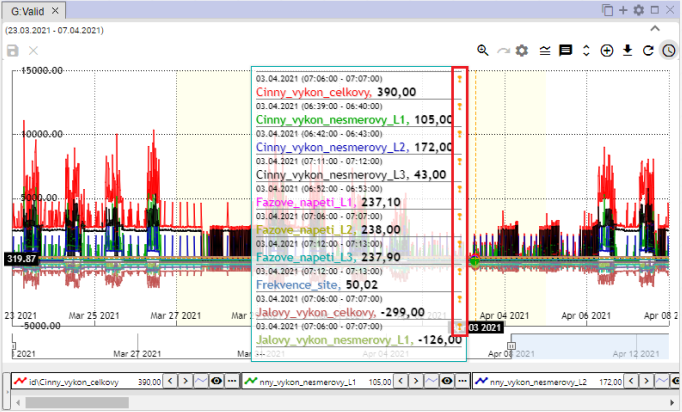 G:Valid
(23.03.2021 - 07.04.2021)
15000.00
10000.00
5000.00
319.87
-5000.00
03.04.2021 (07:06:00 - 07:07:00)
Cinny_vykon_celkovy, 390,00
03.04.2021 (06:39:00 - 06:40:00)
Cinny_vykon_nesmerovy_L1, 105,00
03.04.2021 (06:42:00 - 06:43:00)
Cinny_vykon_nesmerovy_L2, 172,00
03.04.2021 (07:11:00 - 07:12:00)
Cinny_vykon_nesmerovy_L3, 43,00
03.04.2021 (06:52:00 - 06:53:00)
Fazove_napeti_L1, 237,10
03.04.2021 (07:06:00 - 07:07:00)
Fazove_napeti_L2, 238,00
03.04.2021 (07:12:00 - 07:13:00)
Fazove_napeti_L3, 237,90
03.04.2021 (07:12:00 - 07:13:00)
Frekvence_site, 50,02
03.04.2021 (07:06:00 - 07:07:00)
Jalovy_vykon_celkovy, -299,00
03.04.2021 (07:06:00 - 07:07:00)
Jalovy_vykon_nesmerovy_L1, -126,00
...
23 2021 Mar 25 Mar 27 03 2021 Apr 04 Apr 06 Apr 08
2021 Mar 27 2021 Apr 04 2021 Apr 08 2021 Apr 12 2021
id\Cinny_vykon_celkovy 390,00 < > ... nny_vykon_nesmerovy_L1 105,00 < > ... nny_vykon_nesmerovy_L2 172,00 <